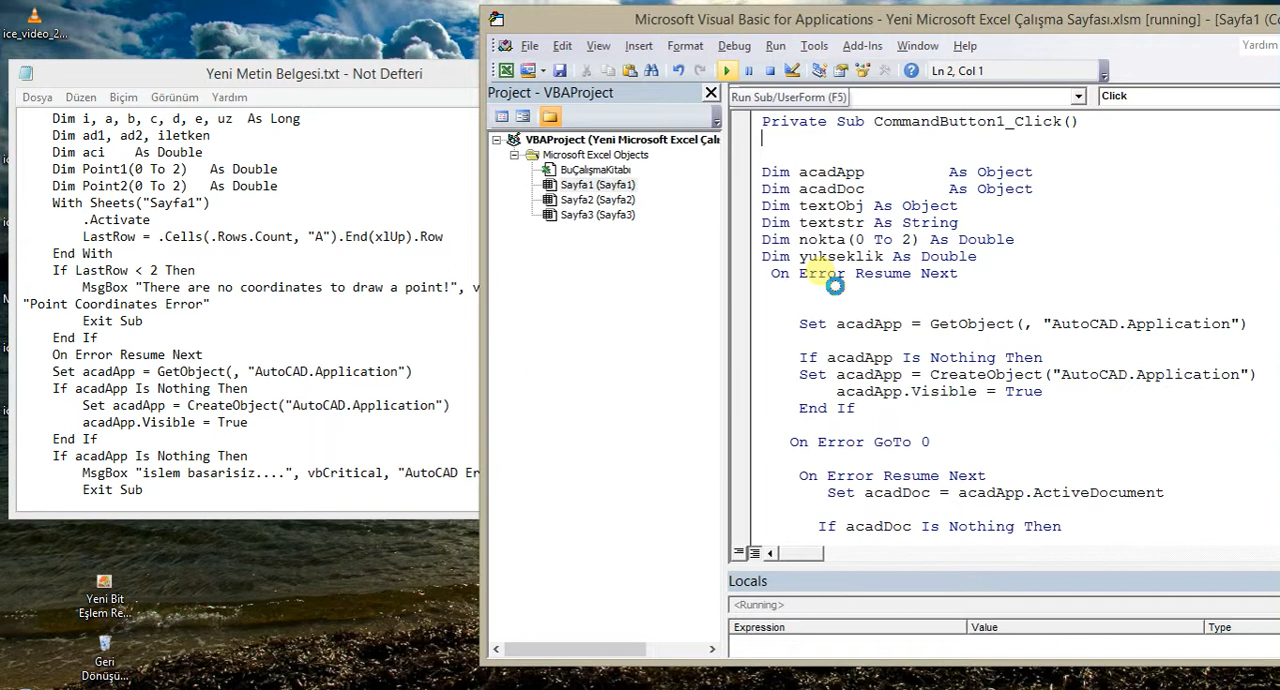 ice_video_2...
Yeni Metin Belgesi.txt - Not Defteri
Dosya Düzen Biçim Görünüm Yardım
Dim i, a, b, c, d, e, uz As Long
Dim ad1, ad2, iletken
Dim aci As Double
Dim Point1(0 To 2) As Double
Dim Point2(0 To 2) As Double
With Sheets("Sayfa1")
.Activate
LastRow = .Cells(.Rows.Count, "A").End(xlUp).Row
End With
If LastRow < 2 Then
MsgBox "There are no coordinates to draw a point!", v
"Point Coordinates Error"
Exit Sub
End If
On Error Resume Next
Set acadApp = GetObject(, "AutoCAD.Application")
If acadApp Is Nothing Then
Set acadApp = CreateObject("AutoCAD.Application")
acadApp.Visible = True
End If
If acadApp Is Nothing Then
MsgBox "islem basarisiz....", vbCritical, "AutoCAD Er
Exit Sub
Yeni Bit
Eşlem Re...
Geri
Dönüşü...
Microsoft Visual Basic for Applications - Yeni Microsoft Excel Çalışma Sayfası.xlsm [running] - [Sayfa1 (Co
File Edit View Insert Format Debug Run Tools Add-Ins Window Help
Yardım
Ln 2, Col 1
Project - VBAProject
VBAProject (Yeni Microsoft Excel Çalı
Microsoft Excel Objects
BuÇalışmaKitabı
Sayfa1 (Sayfa1)
Sayfa2 (Sayfa2)
Sayfa3 (Sayfa3)
Run Sub/UserForm (F5)
Click
Private Sub CommandButton1_Click()
Dim acadApp As Object
Dim acadDoc As Object
Dim textObj As Object
Dim textstr As String
Dim nokta(0 To 2) As Double
Dim yukseklik As Double
On Error Resume Next
Set acadApp = GetObject(, "AutoCAD.Application")
If acadApp Is Nothing Then
Set acadApp = CreateObject("AutoCAD.Application")
acadApp.Visible = True
End If
On Error GoTo 0
On Error Resume Next
Set acadDoc = acadApp.ActiveDocument
If acadDoc Is Nothing Then
Locals
<Running>
Expression Value Type